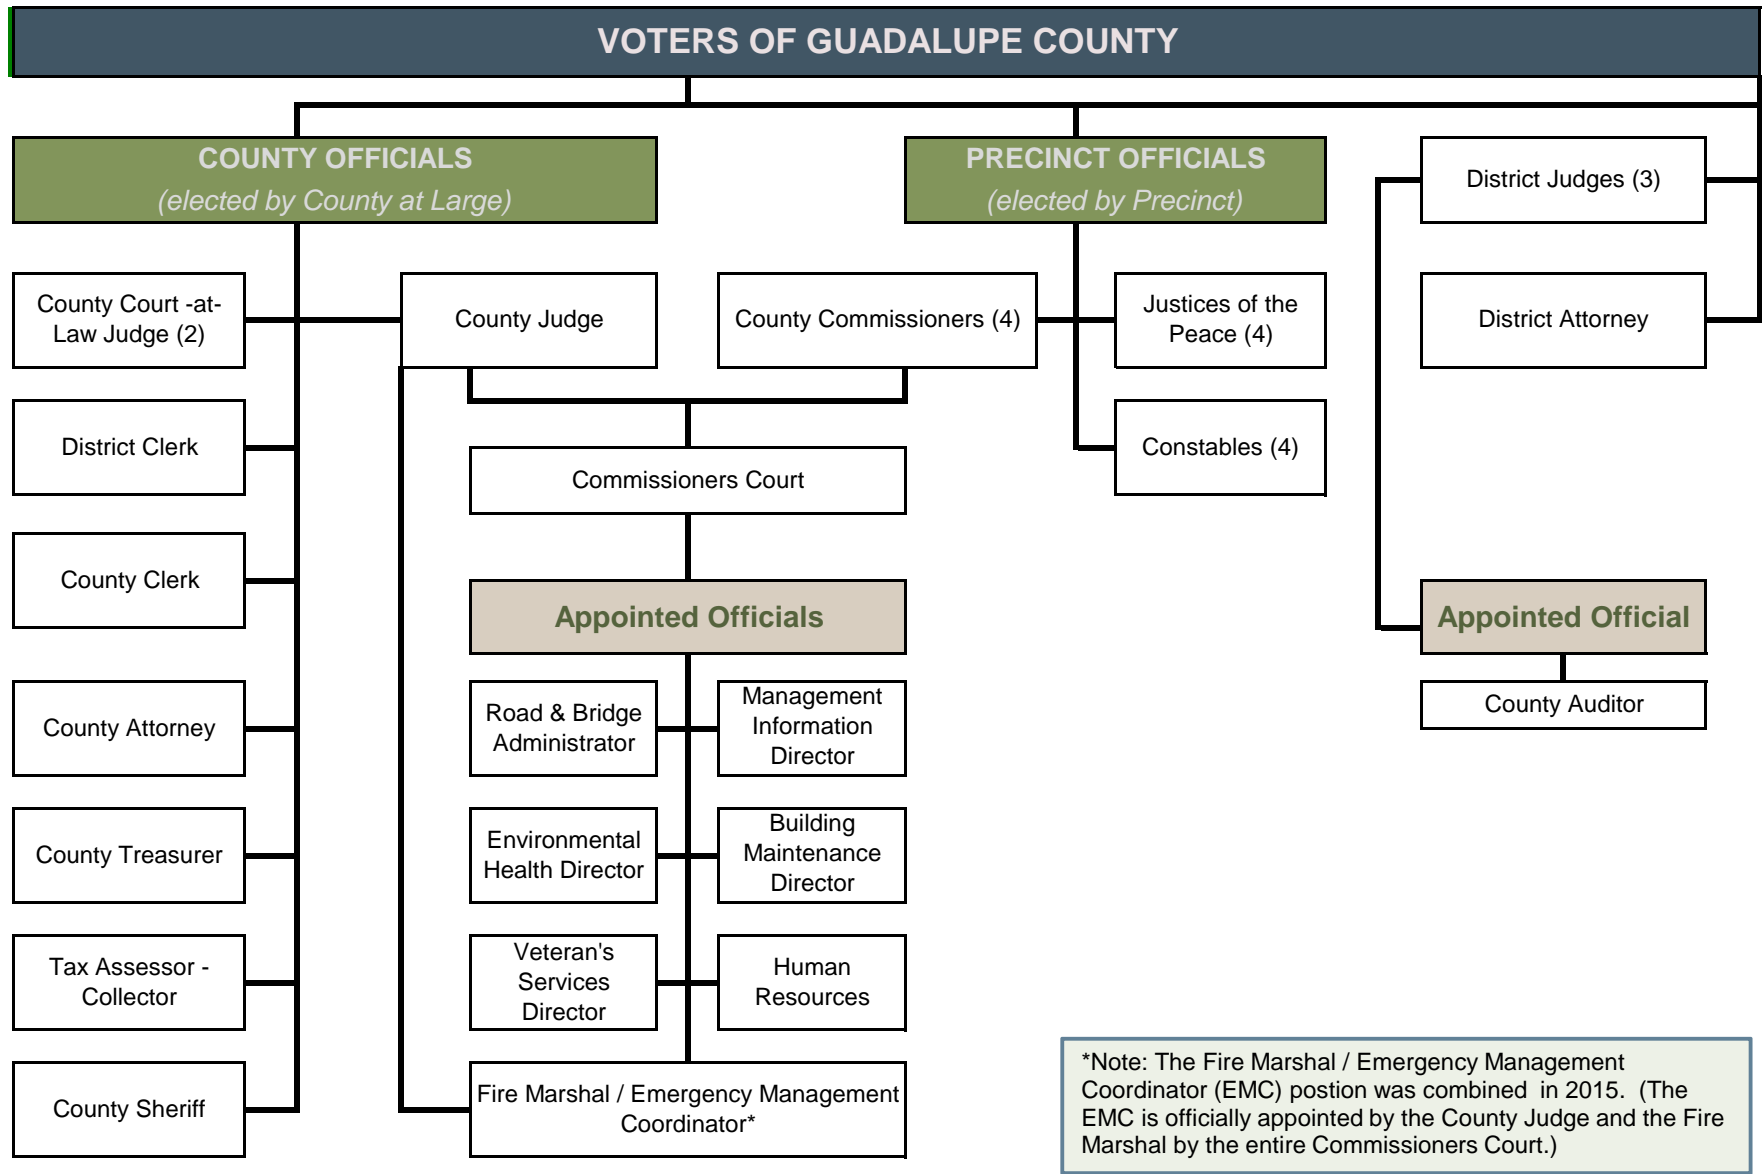 VOTERS OF GUADALUPE COUNTY
COUNTY OFFICIALS
(elected by County at Large)
PRECINCT OFFICIALS
(elected by Precinct)
District Judges (3)
County Court -at-
Law Judge (2)
County Judge
County Commissioners (4)
Justices of the
Peace (4)
District Attorney
District Clerk
Constables (4)
Commissioners Court
County Clerk
Appointed Officials
Appointed Official
County Attorney
Road & Bridge
Administrator
Management
Information
Director
County Auditor
County Treasurer
Environmental
Health Director
Building
Maintenance
Director
Tax Assessor -
Collector
Veteran's
Services
Director
Human
Resources
County Sheriff
Fire Marshal / Emergency Management
Coordinator*
*Note: The Fire Marshal / Emergency Management
Coordinator (EMC) postion was combined in 2015. (The
EMC is officially appointed by the County Judge and the Fire
Marshal by the entire Commissioners Court.)